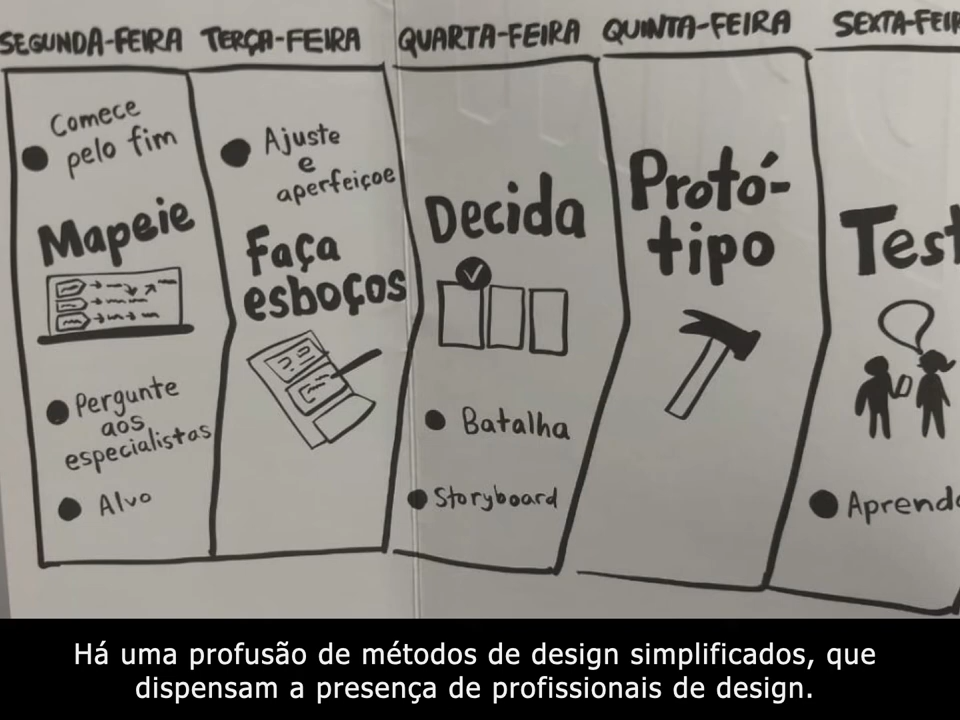 SEGUNDA-FEIRA TERÇA-FEIRA QUARTA-FEIRA QUINTA-FEIRA
Comece
pelo fim
Mapeie
Pergunte
aos
especialistas
Alvo
Ajuste
e
aperfeiçoe
Faça
esboços
Decida
Batalha
Storyboard
Protó-
tipo
Há uma profusão de métodos de design simplificados, que
dispensam a presença de profissionais de design.